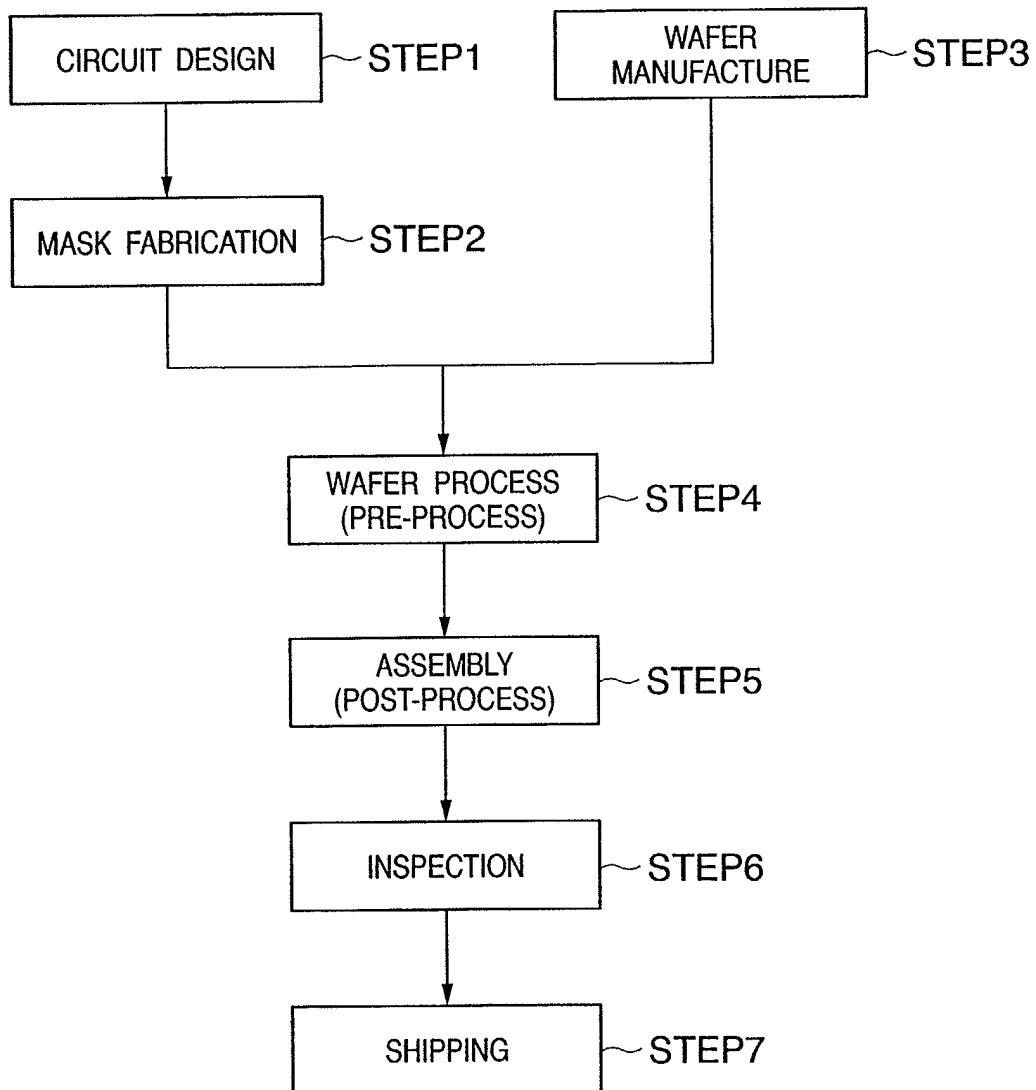 CIRCUIT DESIGN
STEP1
WAFER
MANUFACTURE
STEP3
MASK FABRICATION
STEP2
WAFER PROCESS
(PRE-PROCESS)
STEP4
ASSEMBLY
(POST-PROCESS)
STEP5
INSPECTION
STEP6
SHIPPING
STEP7